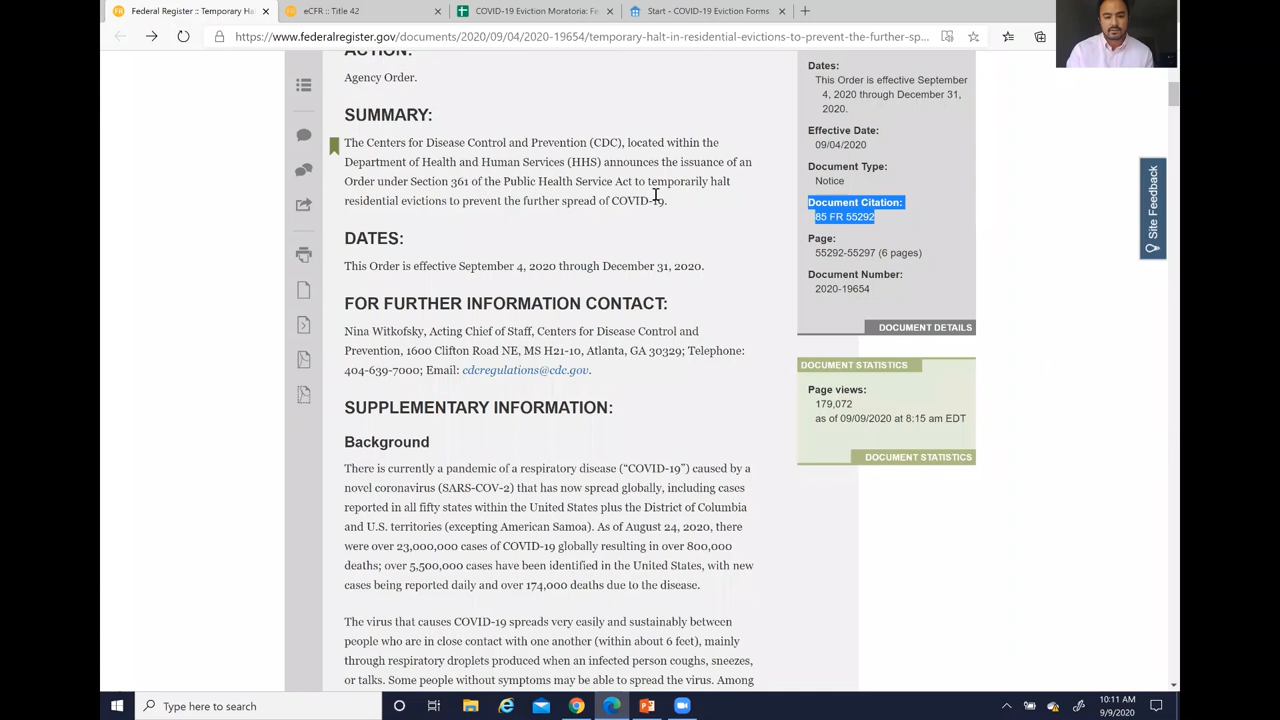 Federal Register :: Temporary Ha
eCFR :: Title 42
COVID-19 Eviction Moratoria: Fe
Start - COVID-19 Eviction Forms
https://www.federalregister.gov/documents/2020/09/04/2020-19654/temporary-halt-in-residential-evictions-to-prevent-the-further-sp...
ACTION:
Agency Order.
SUMMARY:
The Centers for Disease Control and Prevention (CDC), located within the
Department of Health and Human Services (HHS) announces the issuance of an
Order under Section 361 of the Public Health Service Act to temporarily halt
residential evictions to prevent the further spread of COVID-19.
DATES:
This Order is effective September 4, 2020 through December 31, 2020.
FOR FURTHER INFORMATION CONTACT:
Nina Witkofsky, Acting Chief of Staff, Centers for Disease Control and
Prevention, 1600 Clifton Road NE, MS H21-10, Atlanta, GA 30329; Telephone:
404-639-7000; Email: cdcregulations@cdc.gov.
SUPPLEMENTARY INFORMATION:
Background
There is currently a pandemic of a respiratory disease (“COVID-19”) caused by a
novel coronavirus (SARS-COV-2) that has now spread globally, including cases
reported in all fifty states within the United States plus the District of Columbia
and U.S. territories (excepting American Samoa). As of August 24, 2020, there
were over 23,000,000 cases of COVID-19 globally resulting in over 800,000
deaths; over 5,500,000 cases have been identified in the United States, with new
cases being reported daily and over 174,000 deaths due to the disease.
The virus that causes COVID-19 spreads very easily and sustainably between
people who are in close contact with one another (within about 6 feet), mainly
through respiratory droplets produced when an infected person coughs, sneezes,
or talks. Some people without symptoms may be able to spread the virus. Among
Dates:
This Order is effective September
4, 2020 through December 31,
2020.
Effective Date:
09/04/2020
Document Type:
Notice
Document Citation:
85 FR 55292
Page:
55292-55297 (6 pages)
Document Number:
2020-19654
DOCUMENT DETAILS
DOCUMENT STATISTICS
Page views:
179,072
as of 09/09/2020 at 8:15 am EDT
DOCUMENT STATISTICS
Site Feedback
Type here to search
10:11 AM
9/9/2020